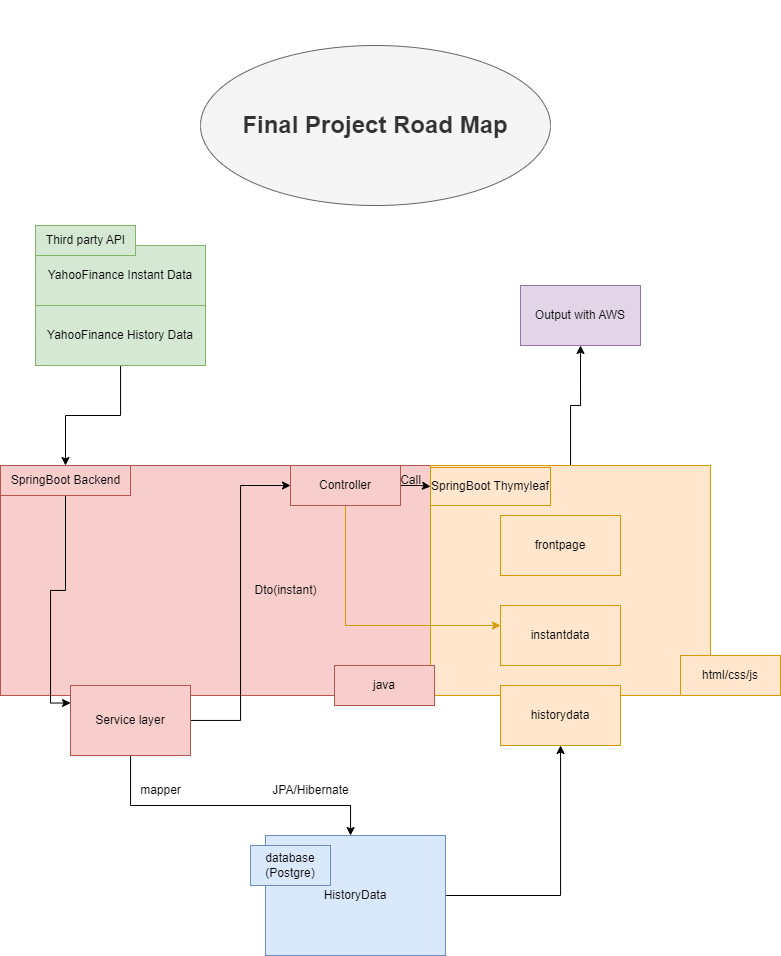 Final Project Road Map
Third party API
YahooFinance Instant Data
YahooFinance History Data
Output with AWS
SpringBoot Backend
Controller
Call
SpringBoot Thymyleaf
frontpage
Dto(instant)
instantdata
java
html/css/js
Service layer
historydata
mapper
JPA/Hibernate
database
(Postgre)
HistoryData